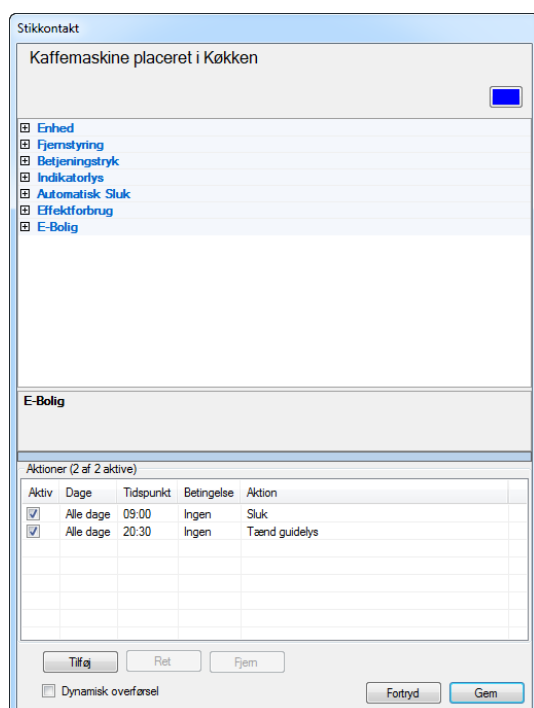 Stikkontakt
Kaffemaskine placeret i Køkken
Enhed
Fjernstyring
Betjeningstryk
Indikatorlys
Automatisk Sluk
Effektforbrug
E-Bolig
E-Bolig
Aktioner (2 af 2 aktive)
Aktiv Dage Tidspunkt Betingelse Aktion
Alle dage 09:00 Ingen Sluk
Alle dage 20:30 Ingen Tænd guidelys
Tilføj Ret Fjern
Dynamisk overførsel Fortryd Gem